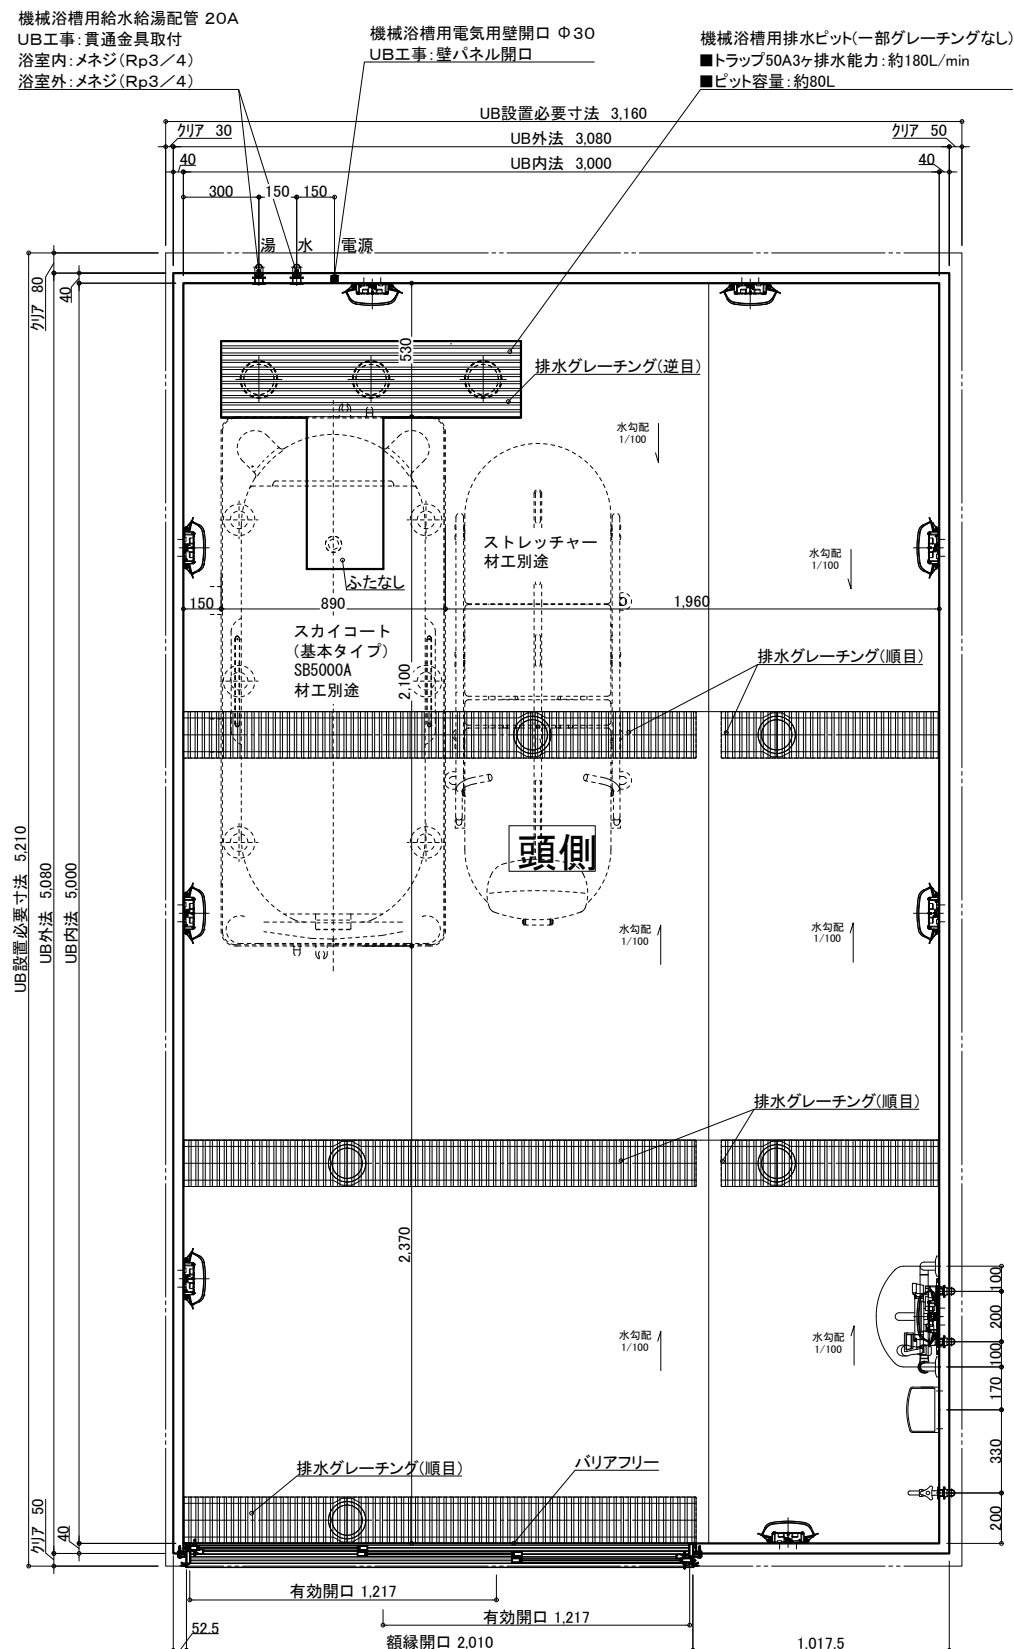 機械浴槽用給水給湯配管 20A
UB工事:貫通金具取付
浴室内:メネジ(Rp3/4)
浴室外:メネジ(Rp3/4)
機械浴槽用電気用壁開口 Φ30
UB工事:壁パネル開口
機械浴槽用排水ピット(一部グレーチングなし)
■トラップ50A3ヶ排水能力:約180L/min
■ピット容量:約80L
UB設置必要寸法 3,160
クリア 30
UB外法 3,080
クリア 50
40
UB内法 3,000
40
300
150
150
湯
水
電源
クリア 80
40
530
排水グレーチング(逆目)
水勾配
1/100
ストレッチャー
材工別途
水勾配
1/100
ふたなし
150
890
1,960
スカイコート
(基本タイプ)
SB5000A
材工別途
2,100
排水グレーチング(順目)
頭側
UB設置必要寸法 5,210
UB外法 5,080
UB内法 5,000
水勾配
1/100
水勾配
1/100
排水グレーチング(順目)
2,370
水勾配
1/100
水勾配
1/100
100
200
100
170
330
200
排水グレーチング(順目)
バリアフリー
クリア 50
40
有効開口 1,217
有効開口 1,217
52.5
額縁開口 2,010
1,017.5